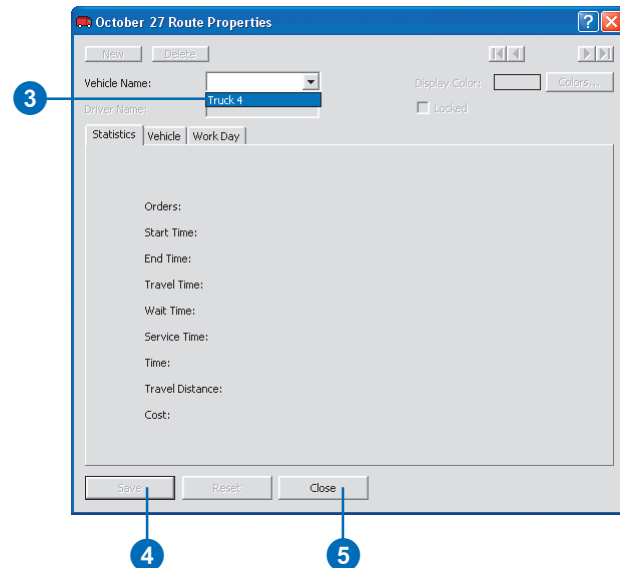 October 27 Route Properties
New Delete
Vehicle Name: Display Color: Colors...
3
Truck 4
Driver Name: Locked
Statistics Vehicle Work Day
Orders:
Start Time:
End Time:
Travel Time:
Wait Time:
Service Time:
Time:
Travel Distance:
Cost:
Save Reset Close
4 5